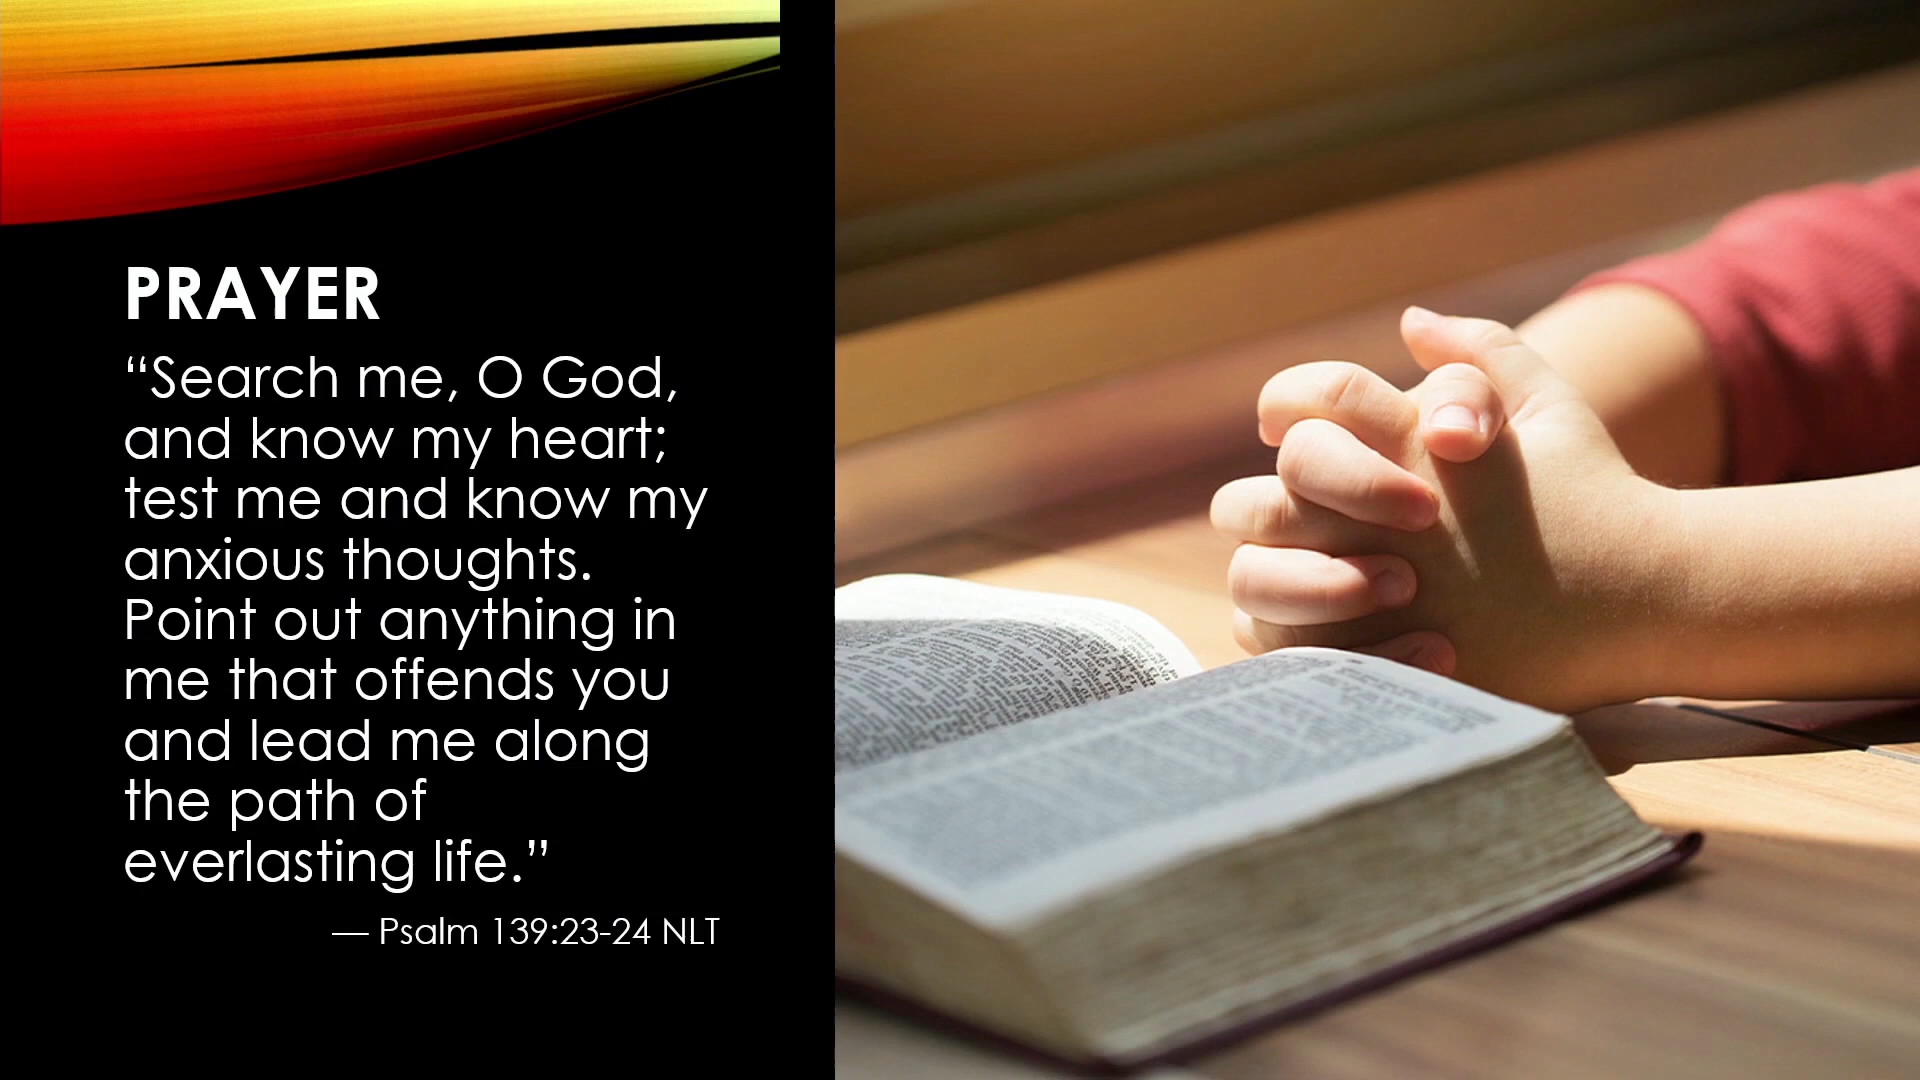 PRAYER
“Search me, O God,
and know my heart;
test me and know my
anxious thoughts.
Point out anything in
me that offends you
and lead me along
the path of
everlasting life.”
— Psalm 139:23-24 NLT